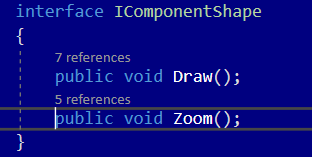 interface IComponentShape
{
7 references
public void Draw();
5 references
public void Zoom();
}